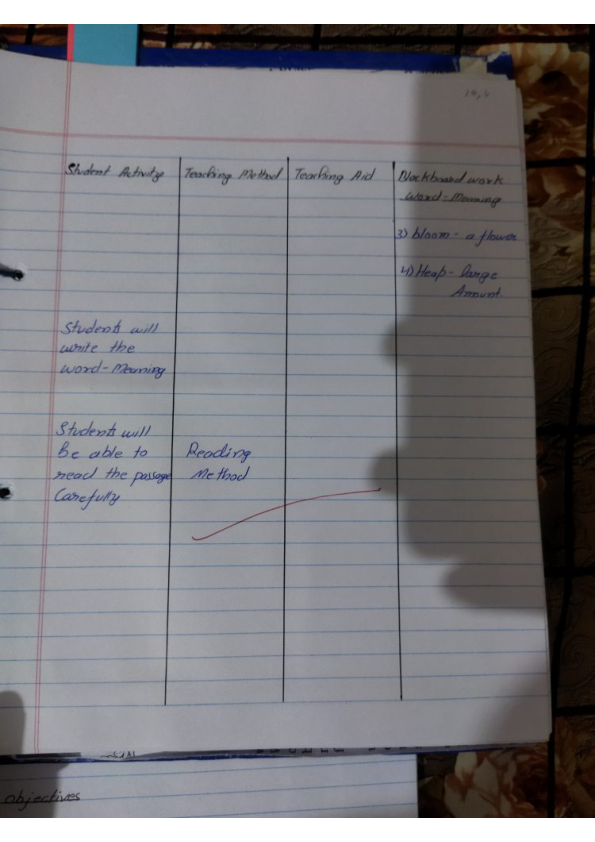 Student Activity Teaching Method Teaching Aid Blackboard work
Word-Meaning
3) bloom - a flower
4) Heap - Large
Amount
Students will
write the
word-Meaning
Students will
Be able to
read the passage
Carefully
Reading
Method
objectives